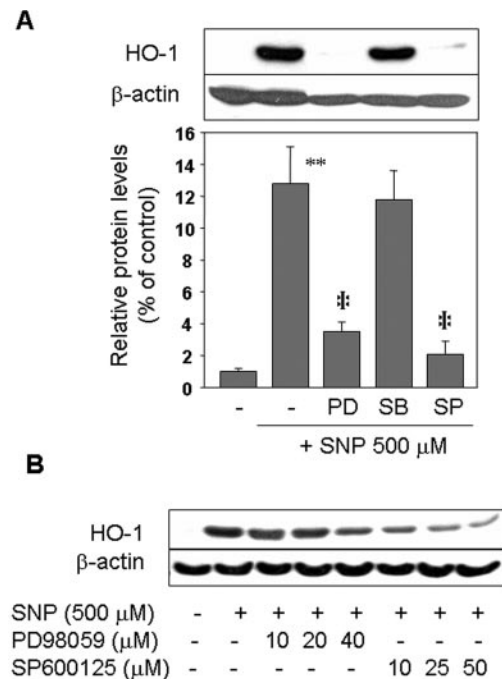 A
HO-1
β-actin
Relative protein levels
(% of control)
16
14
12
10
8
6
4
2
0
**
‡
‡
- - PD SB SP
+ SNP 500 μM
B
HO-1
β-actin
SNP (500 μM) - + + + + + + +
PD98059 (μM) - - 10 20 40 - - -
SP600125 (μM) - - - - - 10 25 50